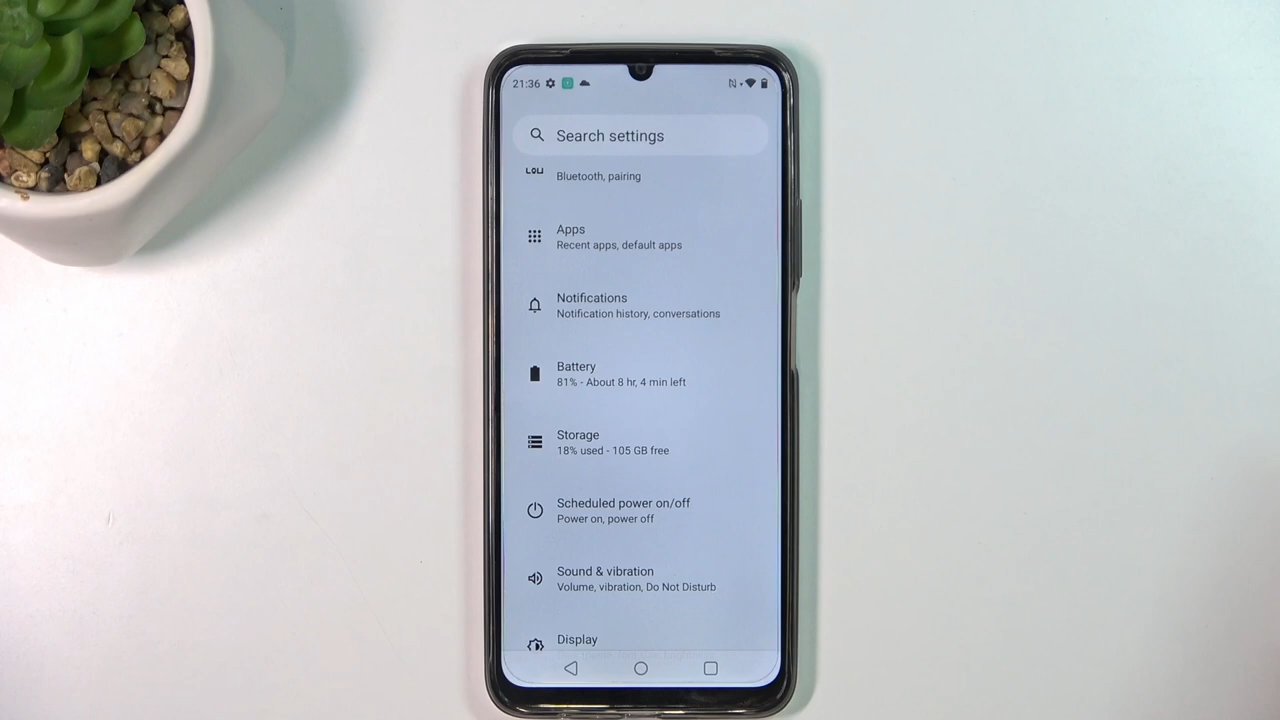 21:36
Search settings
Bluetooth, pairing
Apps
Recent apps, default apps
Notifications
Notification history, conversations
Battery
81% - About 8 hr, 4 min left
Storage
18% used - 105 GB free
Scheduled power on/off
Power on, power off
Sound & vibration
Volume, vibration, Do Not Disturb
Display